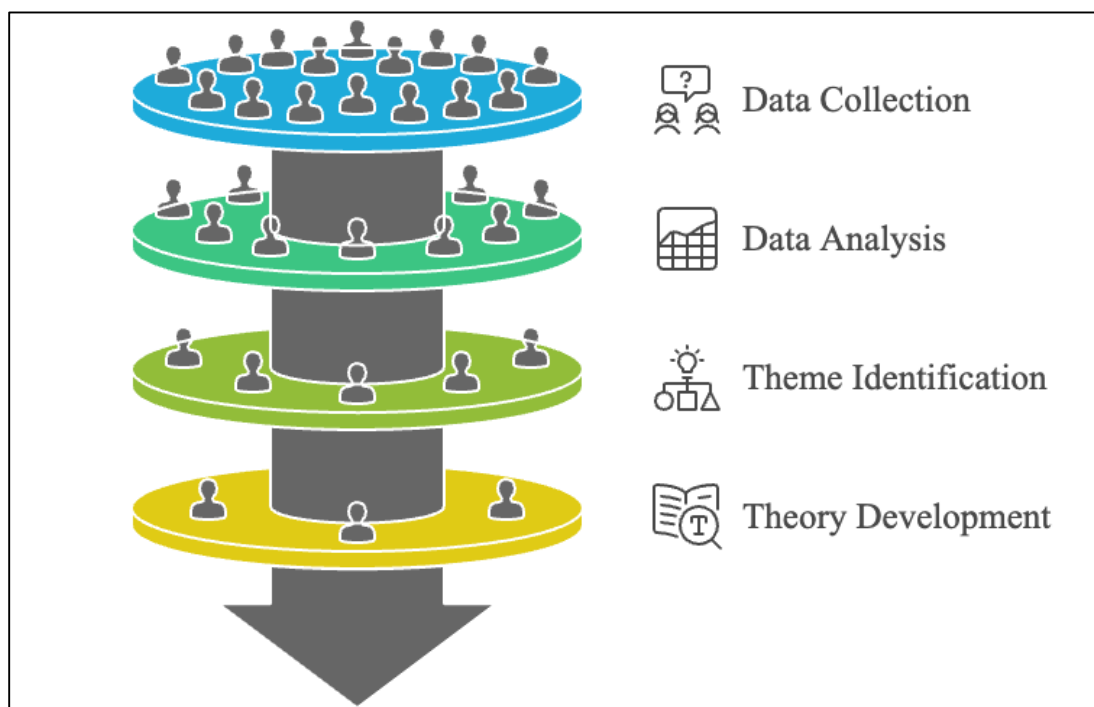 ?
Data Collection
Data Analysis
Theme Identification
T
Theory Development